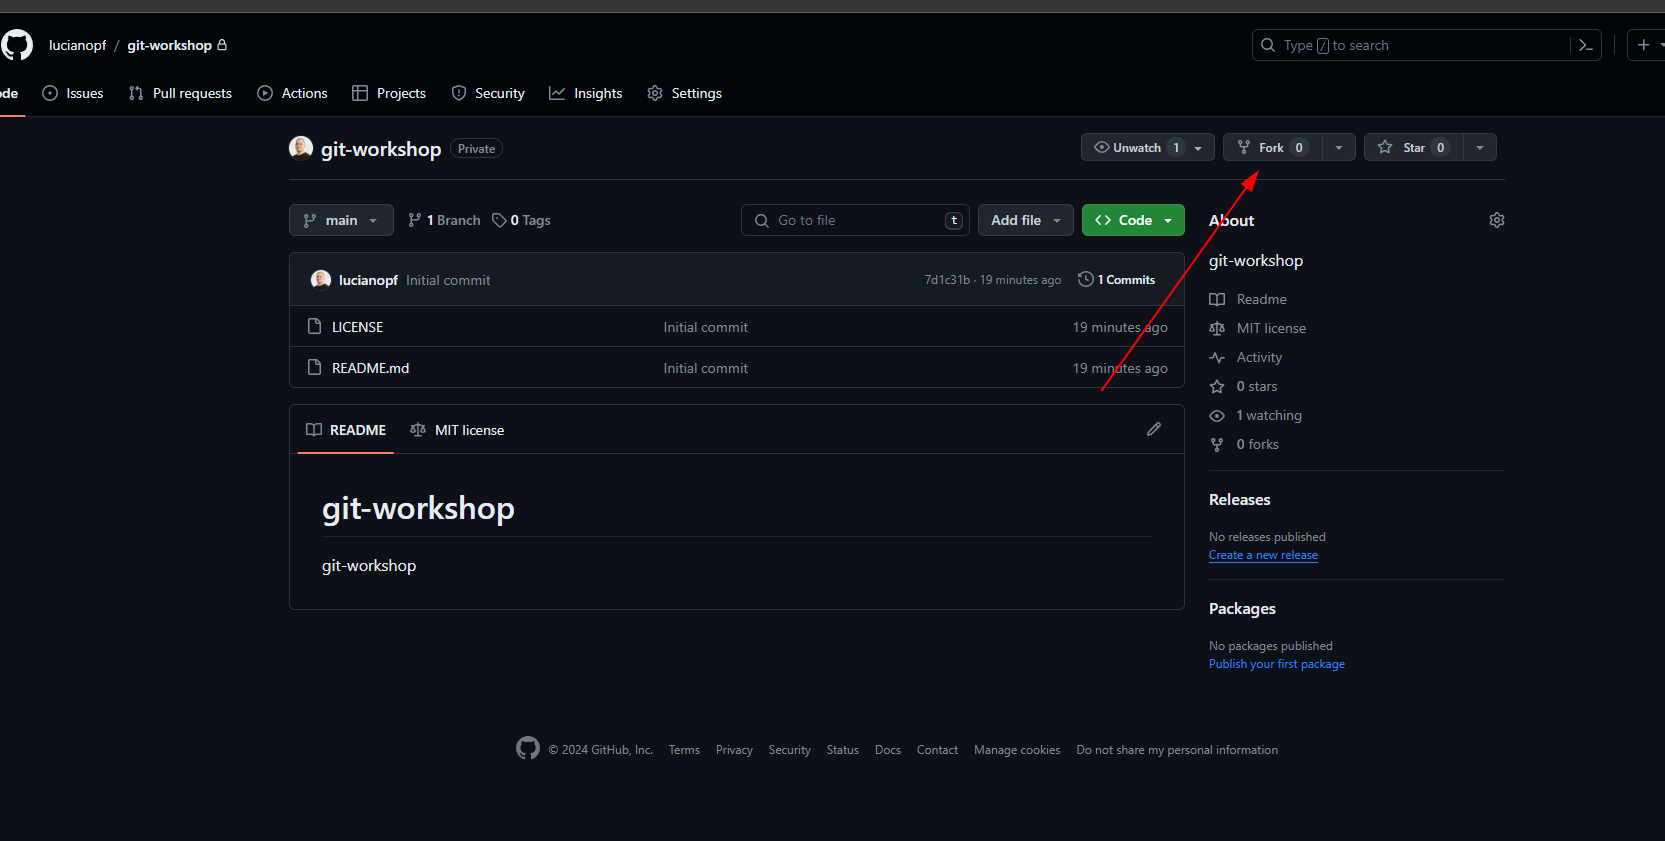 lucianopf / git-workshop
Type / to search
de
Issues
Pull requests
Actions
Projects
Security
Insights
Settings
git-workshop Private
Unwatch 1
Fork 0
Star 0
main
1 Branch
0 Tags
Go to file t
Add file
<> Code
lucianopf Initial commit 7d1c31b · 19 minutes ago 1 Commits
LICENSE Initial commit 19 minutes ago
README.md Initial commit 19 minutes ago
README
MIT license
git-workshop
git-workshop
About
git-workshop
Readme
MIT license
Activity
0 stars
1 watching
0 forks
Releases
No releases published
Create a new release
Packages
No packages published
Publish your first package
© 2024 GitHub, Inc. Terms Privacy Security Status Docs Contact Manage cookies Do not share my personal information